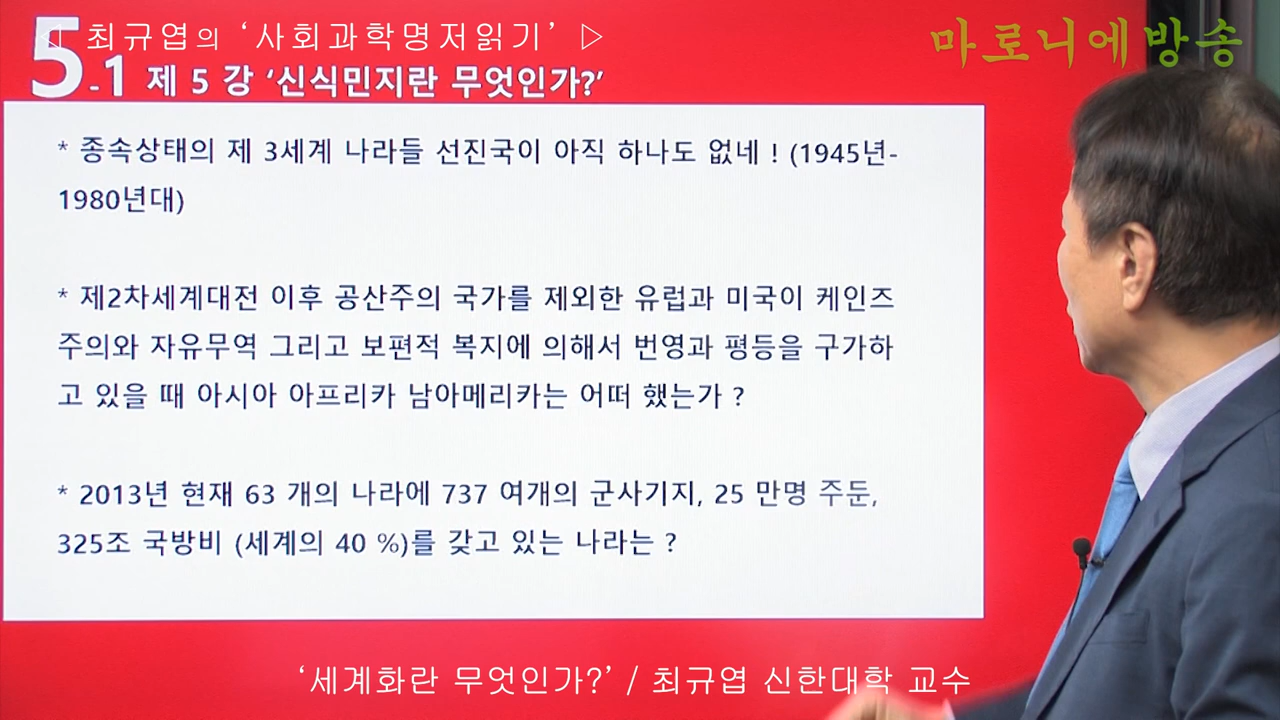 ◁ 최규엽의 ‘사회과학명저읽기’ ▷
마로니에방송
5-1 제 5 강 ‘신식민지란 무엇인가?’
* 종속상태의 제 3세계 나라들 선진국이 아직 하나도 없네 ! (1945년-
1980년대)
* 제2차세계대전 이후 공산주의 국가를 제외한 유럽과 미국이 케인즈
주의와 자유무역 그리고 보편적 복지에 의해서 번영과 평등을 구가하
고 있을 때 아시아 아프리카 남아메리카는 어떠 했는가 ?
* 2013년 현재 63 개의 나라에 737 여개의 군사기지, 25 만명 주둔,
325조 국방비 (세계의 40 %)를 갖고 있는 나라는 ?
‘세계화란 무엇인가?’ / 최규엽 신한대학 교수